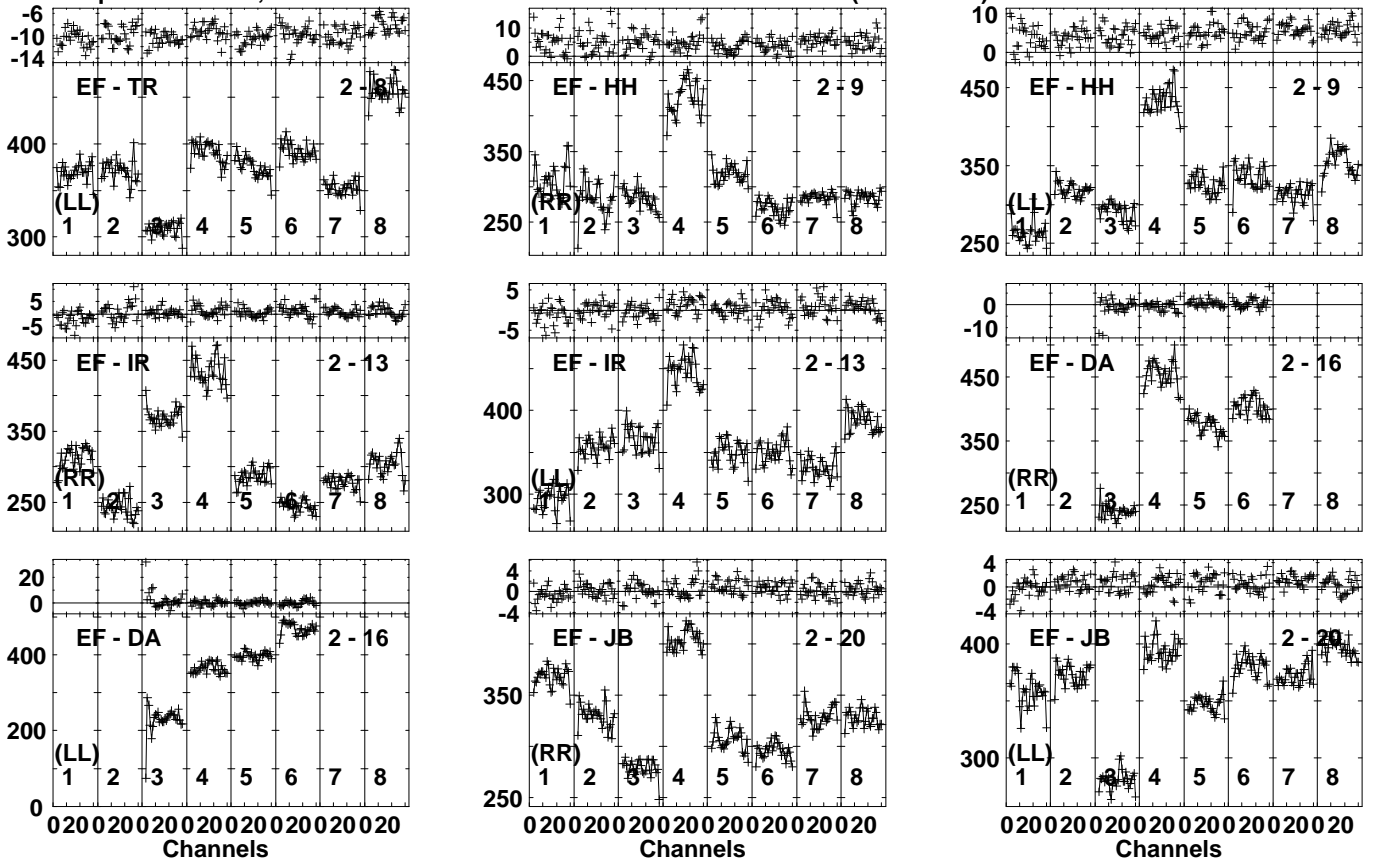 -6
-10
-14
EF - TR 2 - 8
400
300
(LL)
1 2 3 4 5 6 7 8
10
0
EF - HH 2 - 9
450
350
250
(RR)
1 2 3 4 5 6 7 8
10
0
EF - HH 2 - 9
450
350
250
(LL)
1 2 3 4 5 6 7 8
5
-5
EF - IR 2 - 13
450
350
250
(RR)
1 2 3 4 5 6 7 8
5
-5
EF - IR 2 - 13
400
300
(LL)
1 2 3 4 5 6 7 8
0
-10
EF - DA 2 - 16
450
350
250
(RR)
1 2 3 4 5 6 7 8
20
0
EF - DA 2 - 16
400
200
0
(LL)
1 2 3 4 5 6 7 8
0 20 0 20 0 20 0 20 0 20 0 20 0 20 0 20
Channels
4
0
-4
EF - JB 2 - 20
350
250
(RR)
1 2 3 4 5 6 7 8
0 20 0 20 0 20 0 20 0 20 0 20 0 20 0 20
Channels
4
0
-4
EF - JB 2 - 20
400
300
(LL)
1 2 3 4 5 6 7 8
0 20 0 20 0 20 0 20 0 20 0 20 0 20 0 20
Channels